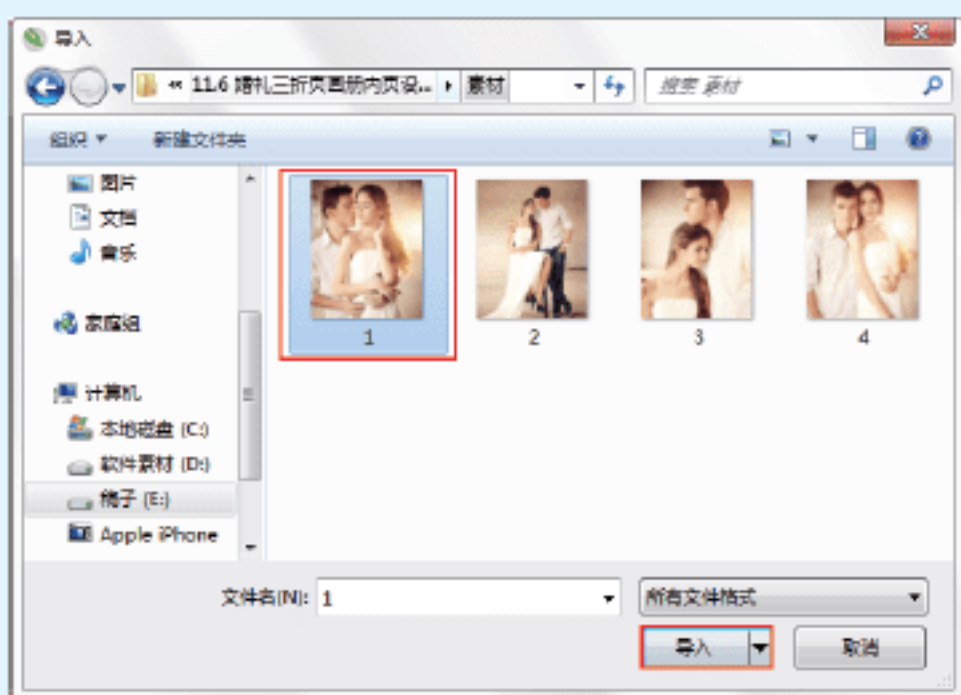 导入
« 11.6 婚礼三折页画册内页设... ▸ 素材
搜索 素材
组织 新建文件夹
图片
文档
音乐
家庭组
计算机
本地磁盘 (C:)
软件素材 (D:)
稿子 (E:)
Apple iPhone
1 2 3 4
文件名(N): 1 所有文件格式
导入 取消